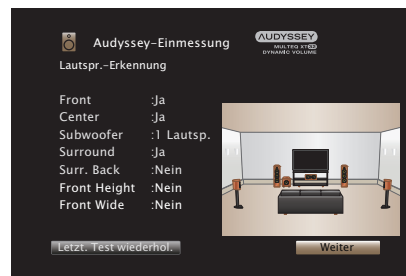 Audyssey-Einmessung
AUDYSSEY
MULTEQ XT32
DYNAMIC VOLUME
Lautspr.-Erkennung
Front :Ja
Center :Ja
Subwoofer :1 Lautsp.
Surround :Ja
Surr. Back :Nein
Front Height :Nein
Front Wide :Nein
Letzt. Test wiederhol.
Weiter